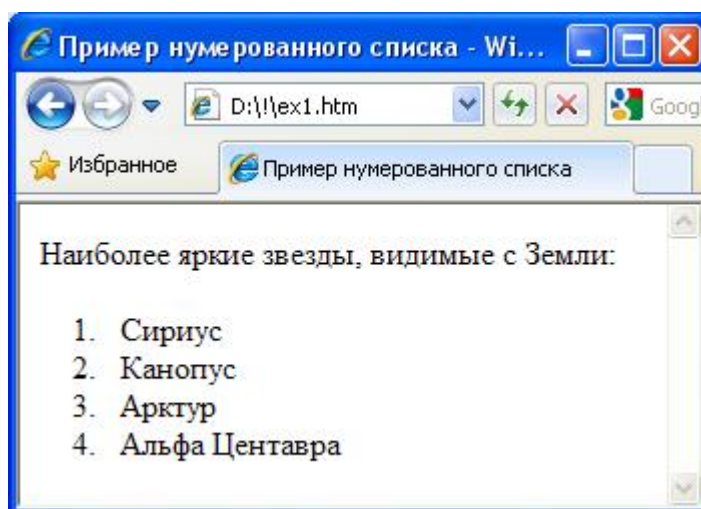 Пример нумерованного списка - Wi...
D:\!\ex1.htm
Goog
Избранное
Пример нумерованного списка
Наиболее яркие звезды, видимые с Земли:
1. Сириус
2. Канопус
3. Арктур
4. Альфа Центавра